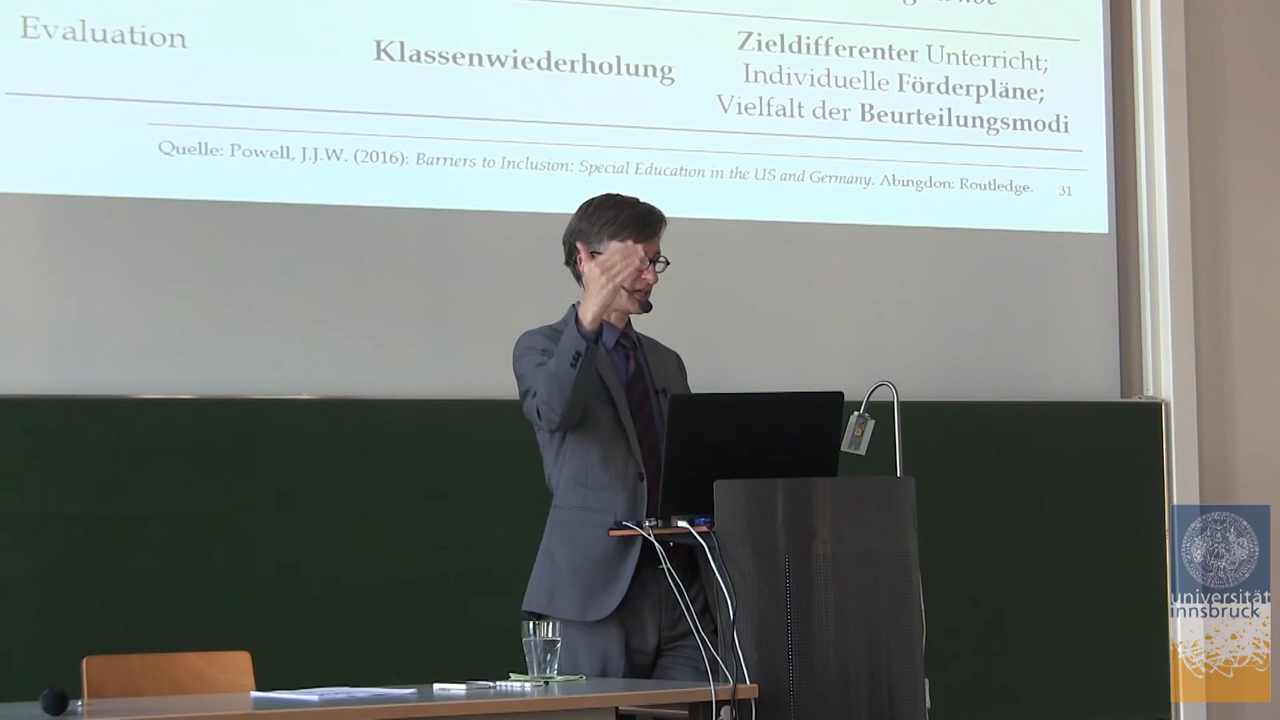 Evaluation
Klassenwiederholung
Zieldifferenter Unterricht;
Individuelle Förderpläne;
Vielfalt der Beurteilungsmodi
Quelle: Powell, J.J.W. (2016): Barriers to Inclusion: Special Education in the US and Germany. Abingdon: Routledge.
31
universität
innsbruck